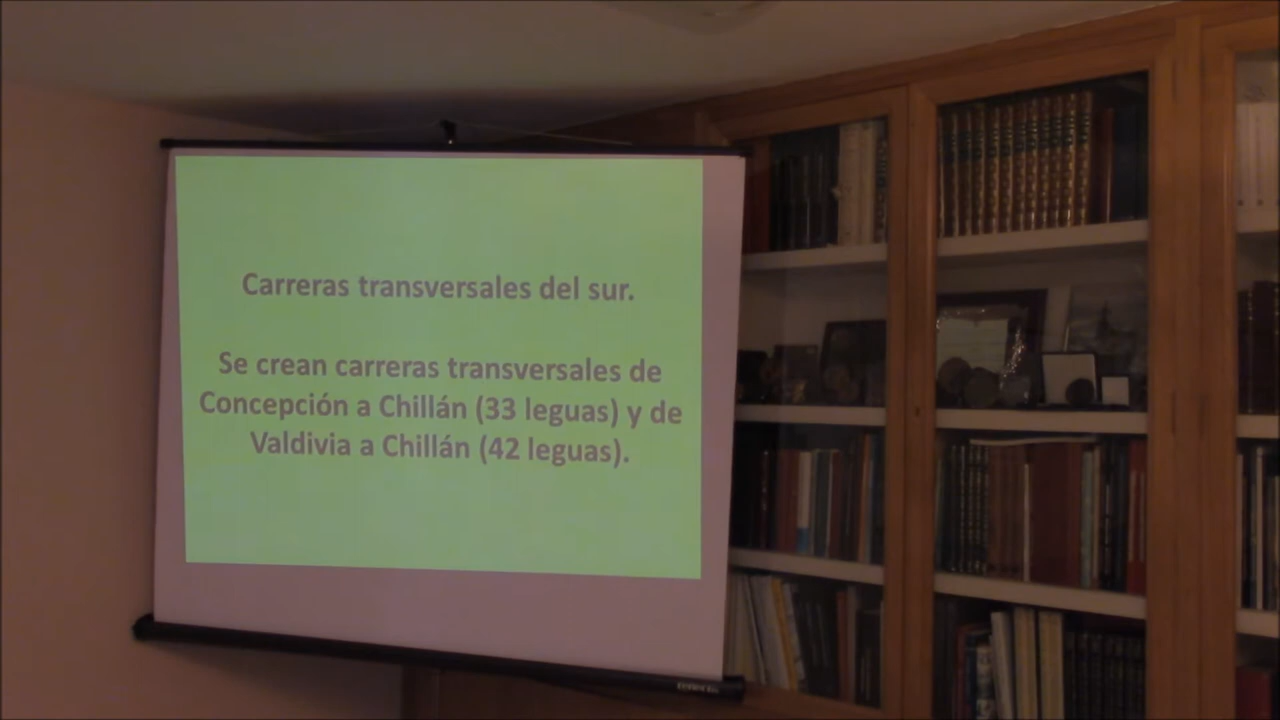 Carreras transversales del sur.
Se crean carreras transversales de
Concepción a Chillán (33 leguas) y de
Valdivia a Chillán (42 leguas).